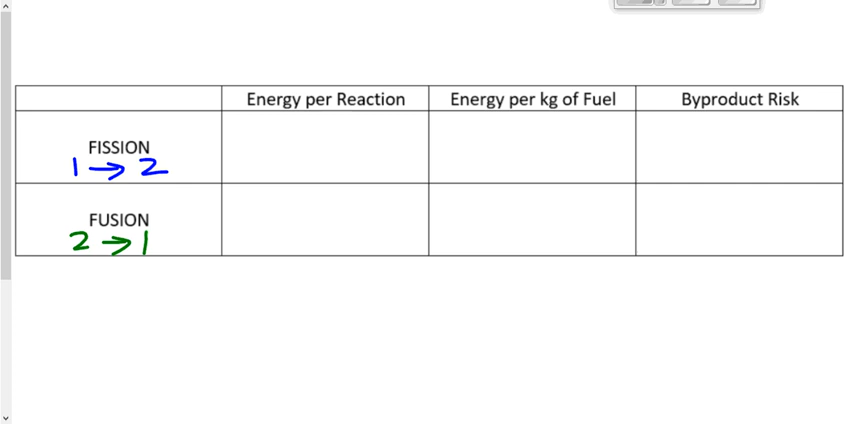 Energy per Reaction Energy per kg of Fuel Byproduct Risk
FISSION
1 → 2
FUSION
2 → 1